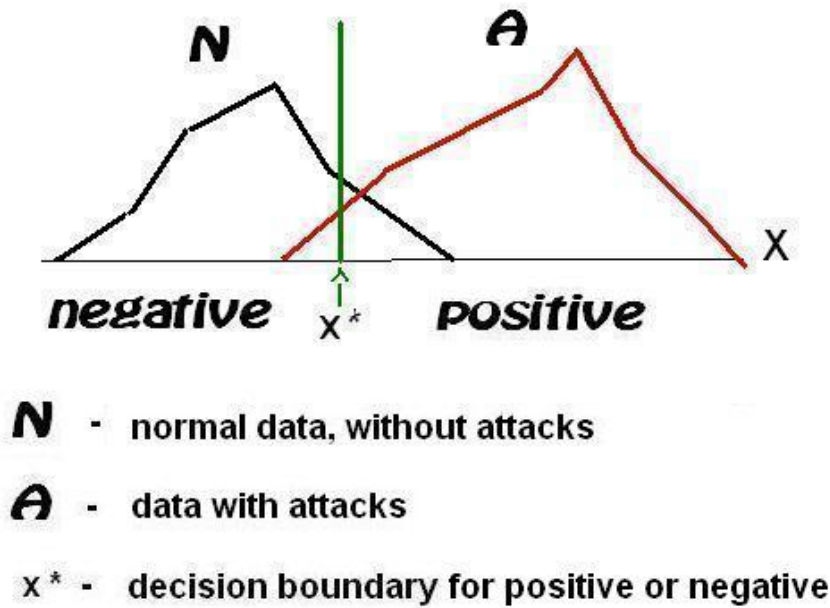 N A
X
negative positive
X*
N - normal data, without attacks
A - data with attacks
X* - decision boundary for positive or negative